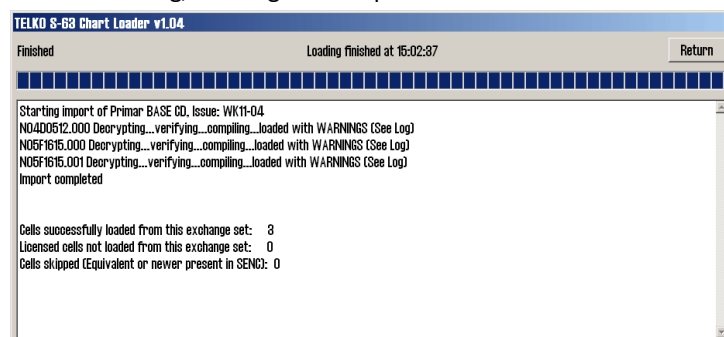 TELKO S-63 Chart Loader v1.04
Finished Loading finished at 15:02:37 Return
Starting import of Primar BASE CD, Issue: WK11-04
NO4D0512.000 Decrypting...verifying...compiling...loaded with WARNINGS (See Log)
NO5F1615.000 Decrypting...verifying...compiling...loaded with WARNINGS (See Log)
NO5F1615.001 Decrypting...verifying...compiling...loaded with WARNINGS (See Log)
Import completed
Cells successfully loaded from this exchange set: 3
Licensed cells not loaded from this exchange set: 0
Cells skipped (Equivalent or newer present in SENC): 0